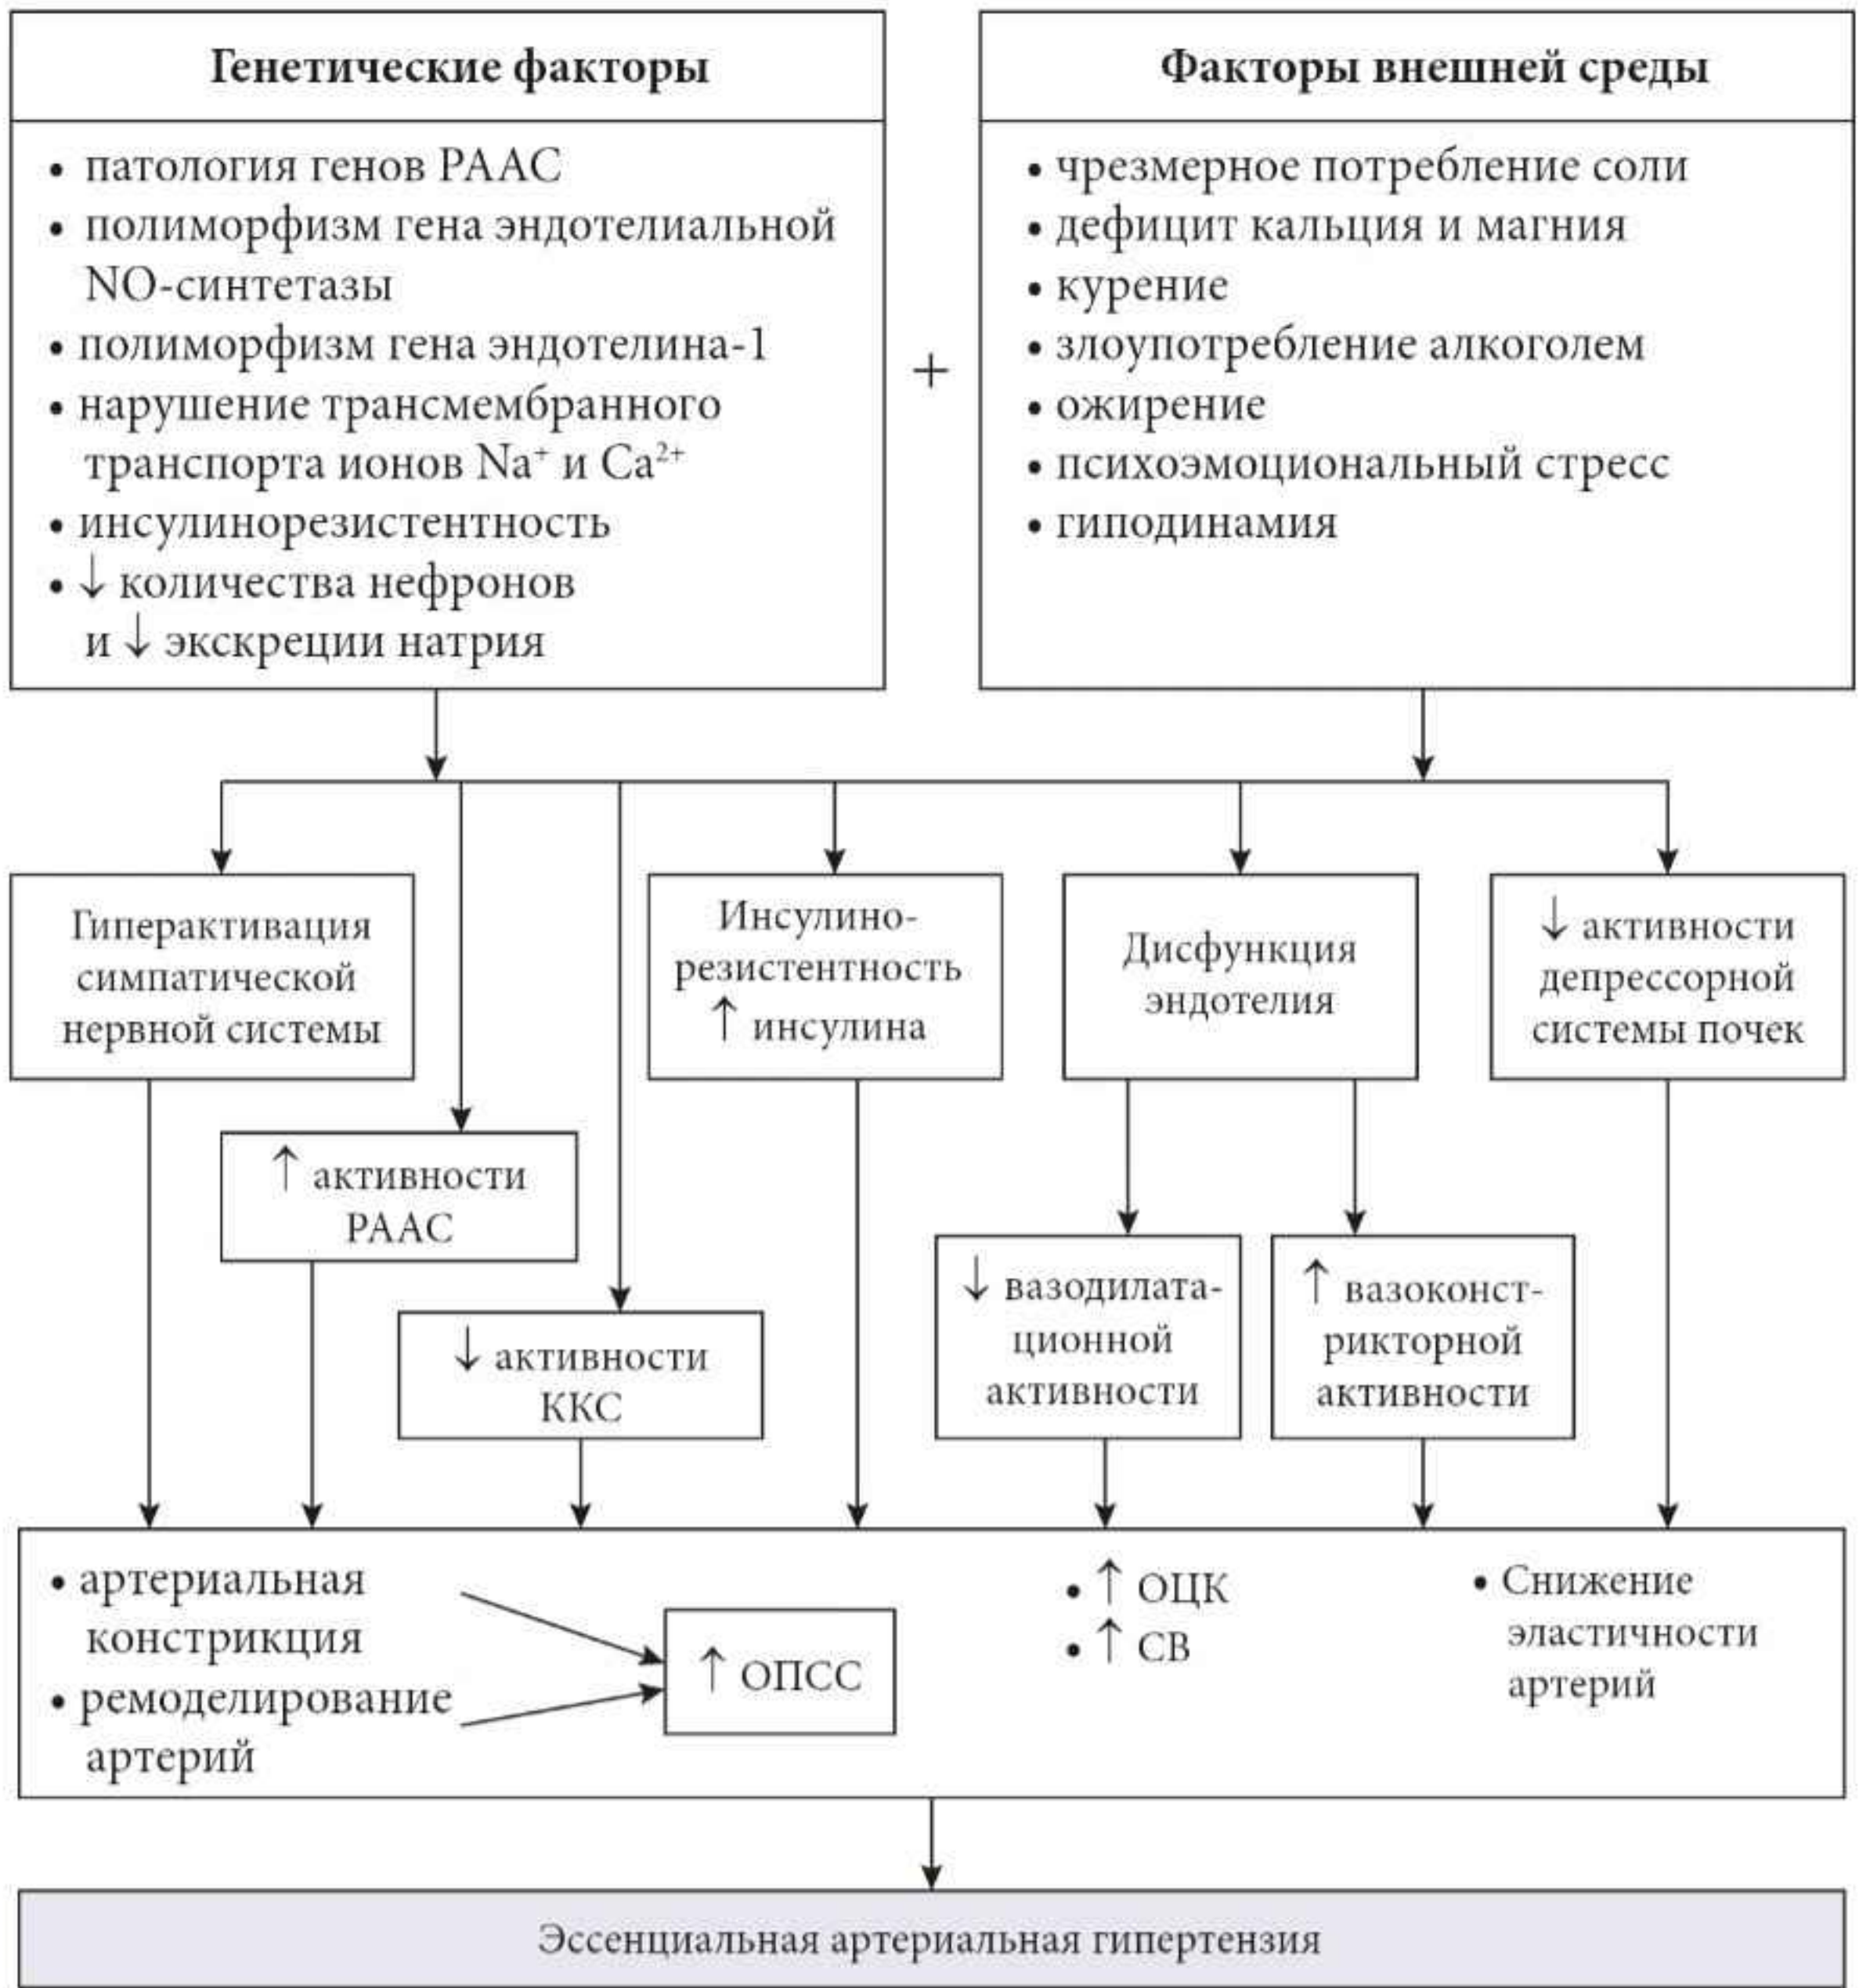 Генетические факторы
• патология генов РААС
• полиморфизм гена эндотелиальной
NO-синтетазы
• полиморфизм гена эндотелина-1
• нарушение трансмембранного
транспорта ионов Na⁺ и Ca²⁺
• инсулинорезистентность
• ↓ количества нефронов
и ↓ экскреции натрия
+
Факторы внешней среды
• чрезмерное потребление соли
• дефицит кальция и магния
• курение
• злоупотребление алкоголем
• ожирение
• психоэмоциональный стресс
• гиподинамия
Гиперактивация
симпатической
нервной системы
Инсулино-
резистентность
↑ инсулина
Дисфункция
эндотелия
↓ активности
депрессорной
системы почек
↑ активности
РААС
↓ активности
ККС
↓ вазодилата-
ционной
активности
↑ вазоконст-
рикторной
активности
• артериальная
констрикция
• ремоделирование
артерий
↑ ОПСС
• ↑ ОЦК
• ↑ СВ
• Снижение
эластичности
артерий
Эссенциальная артериальная гипертензия